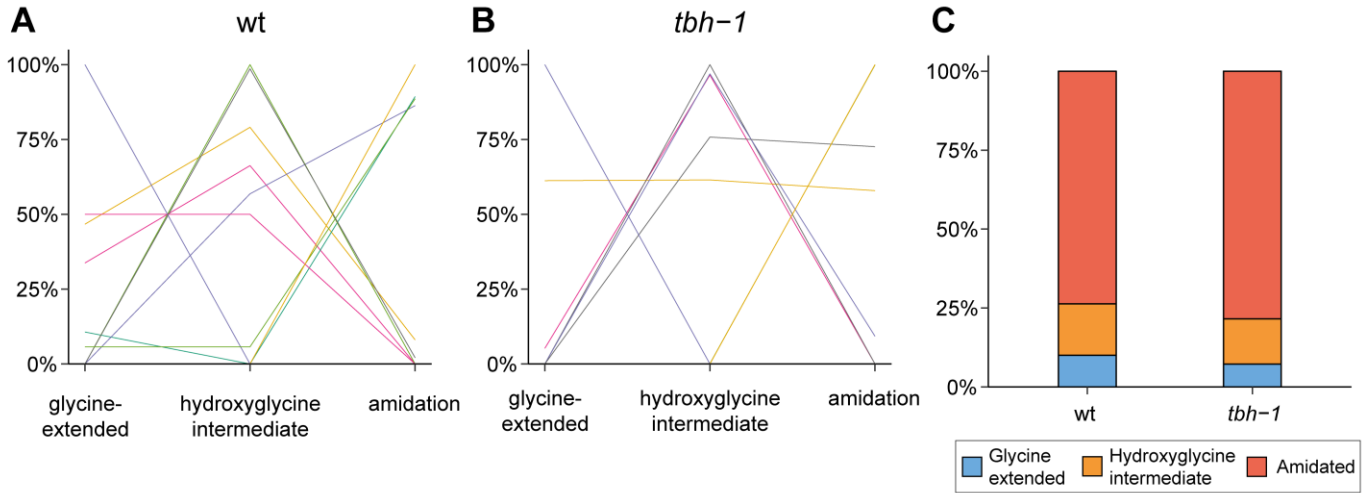 A
wt
100%
75%
50%
25%
0%
glycine-
extended
hydroxyglycine
intermediate
amidation
B
tbh−1
100%
75%
50%
25%
0%
glycine-
extended
hydroxyglycine
intermediate
amidation
C
100%
75%
50%
25%
0%
wt
tbh−1
Glycine
extended
Hydroxyglycine
intermediate
Amidated